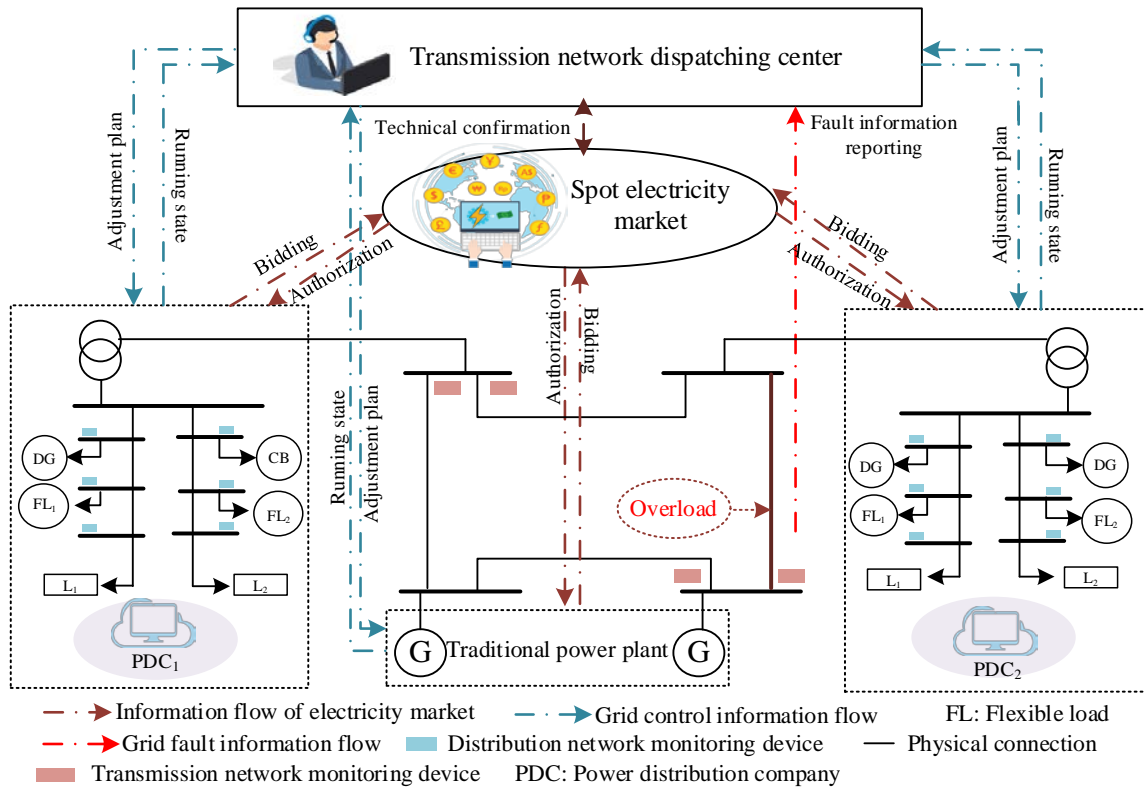 Transmission network dispatching center
Adjustment plan
Running state
Technical confirmation
Fault information
reporting
Adjustment plan
Running state
€
¥
A$
$
₩
₱
£
ƒ
Spot electricity
market
Bidding
Authorization
Bidding
Authorization
Authorization
Bidding
Running state
Adjustment plan
DG
CB
FL₁
FL₂
L₁
L₂
PDC₁
Overload
G
Traditional power plant
G
DG
DG
FL₁
FL₂
L₁
L₂
PDC₂
Information flow of electricity market
Grid control information flow
FL: Flexible load
Grid fault information flow
Distribution network monitoring device
Physical connection
Transmission network monitoring device
PDC: Power distribution company